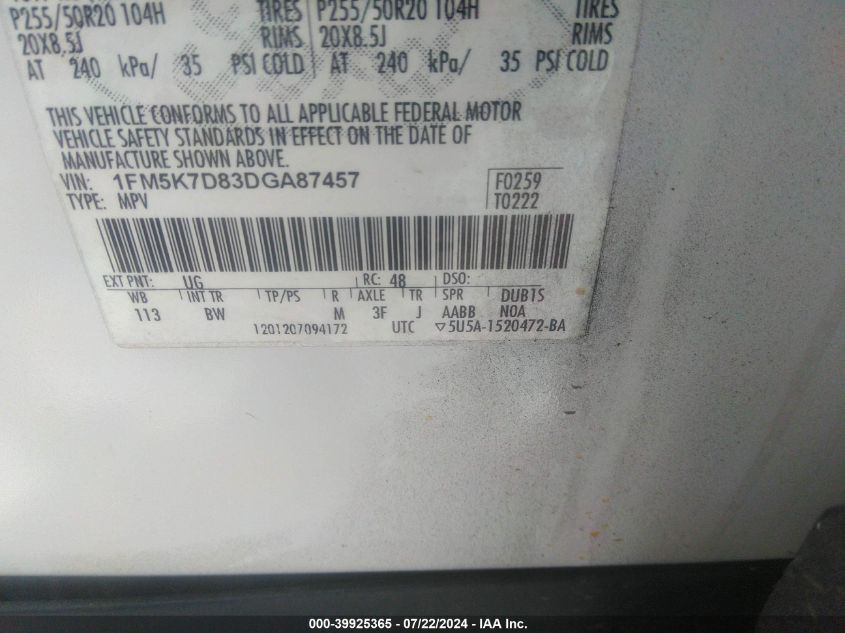 P255/50R20 104H TIRES P255/50R20 104H TIRES
20X8.5J RIMS 20X8.5J RIMS
AT 240 kPa/ 35 PSI COLD AT 240 kPa/ 35 PSI COLD
THIS VEHICLE CONFORMS TO ALL APPLICABLE FEDERAL MOTOR
VEHICLE SAFETY STANDARDS IN EFFECT ON THE DATE OF
MANUFACTURE SHOWN ABOVE.
VIN: 1FM5K7D83DGA87457 F0259
TYPE: MPV T0222
EXT PNT: UG RC: 48 DSO:
WB INT TR TP/PS R AXLE TR SPR DUB1S
113 BW M 3F J AABB NOA
1201207094172 UTC ▽5U5A-1520472-BA
000-39925365 / 07/22/2024 - IAA Inc.